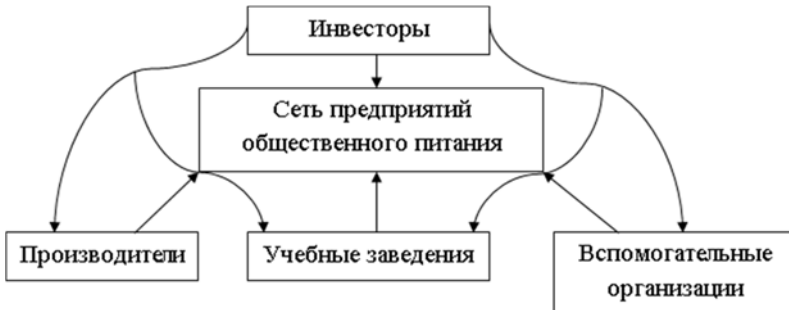 Инвесторы
Сеть предприятий
общественного питания
Производители
Учебные заведения
Вспомогательные
организации